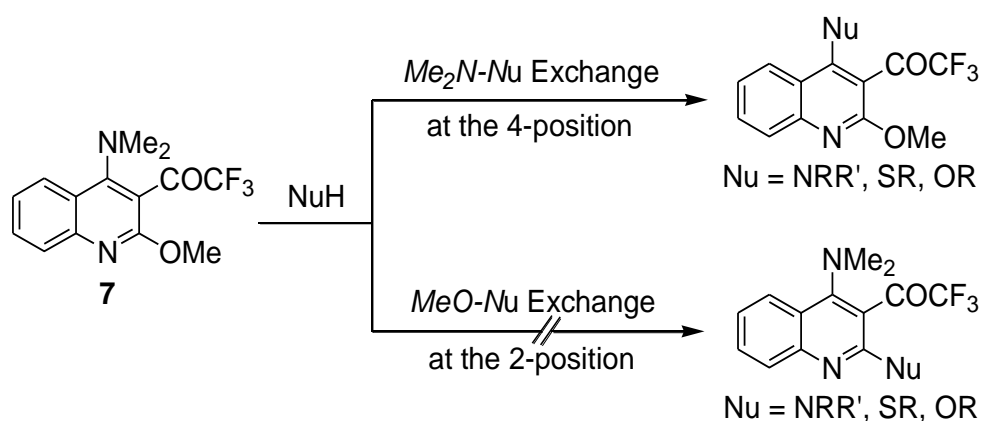 Nu
COCF3
N
OMe
Nu = NRR', SR, OR
Me2N-Nu Exchange
at the 4-position
NMe2
COCF3
N
OMe
7
NuH
MeO-Nu Exchange
at the 2-position
NMe2
COCF3
N
Nu
Nu = NRR', SR, OR